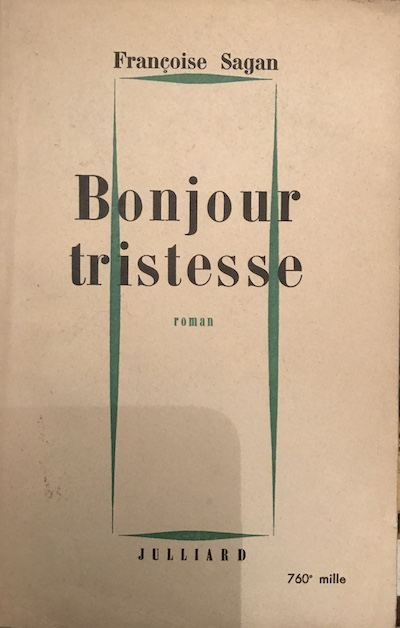 Françoise Sagan
Bonjour
tristesse
roman
JULLIARD
760e mille